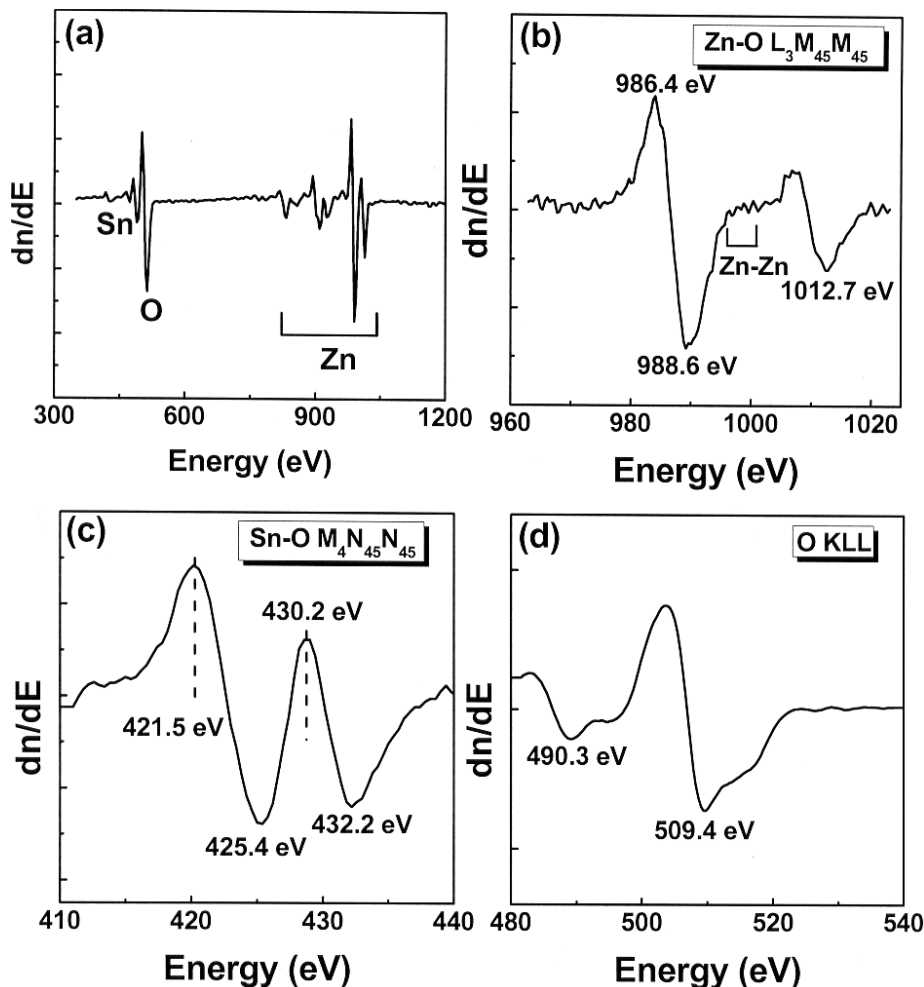 (a)
dn/dE
Sn
O
Zn
300 600 900 1200
Energy (eV)
(b)
Zn-O L3M45M45
dn/dE
986.4 eV
Zn-Zn
1012.7 eV
988.6 eV
960 980 1000 1020
Energy (eV)
(c)
Sn-O M4N45N45
dn/dE
430.2 eV
421.5 eV
425.4 eV
432.2 eV
410 420 430 440
Energy (eV)
(d)
O KLL
dn/dE
490.3 eV
509.4 eV
480 500 520 540
Energy (eV)